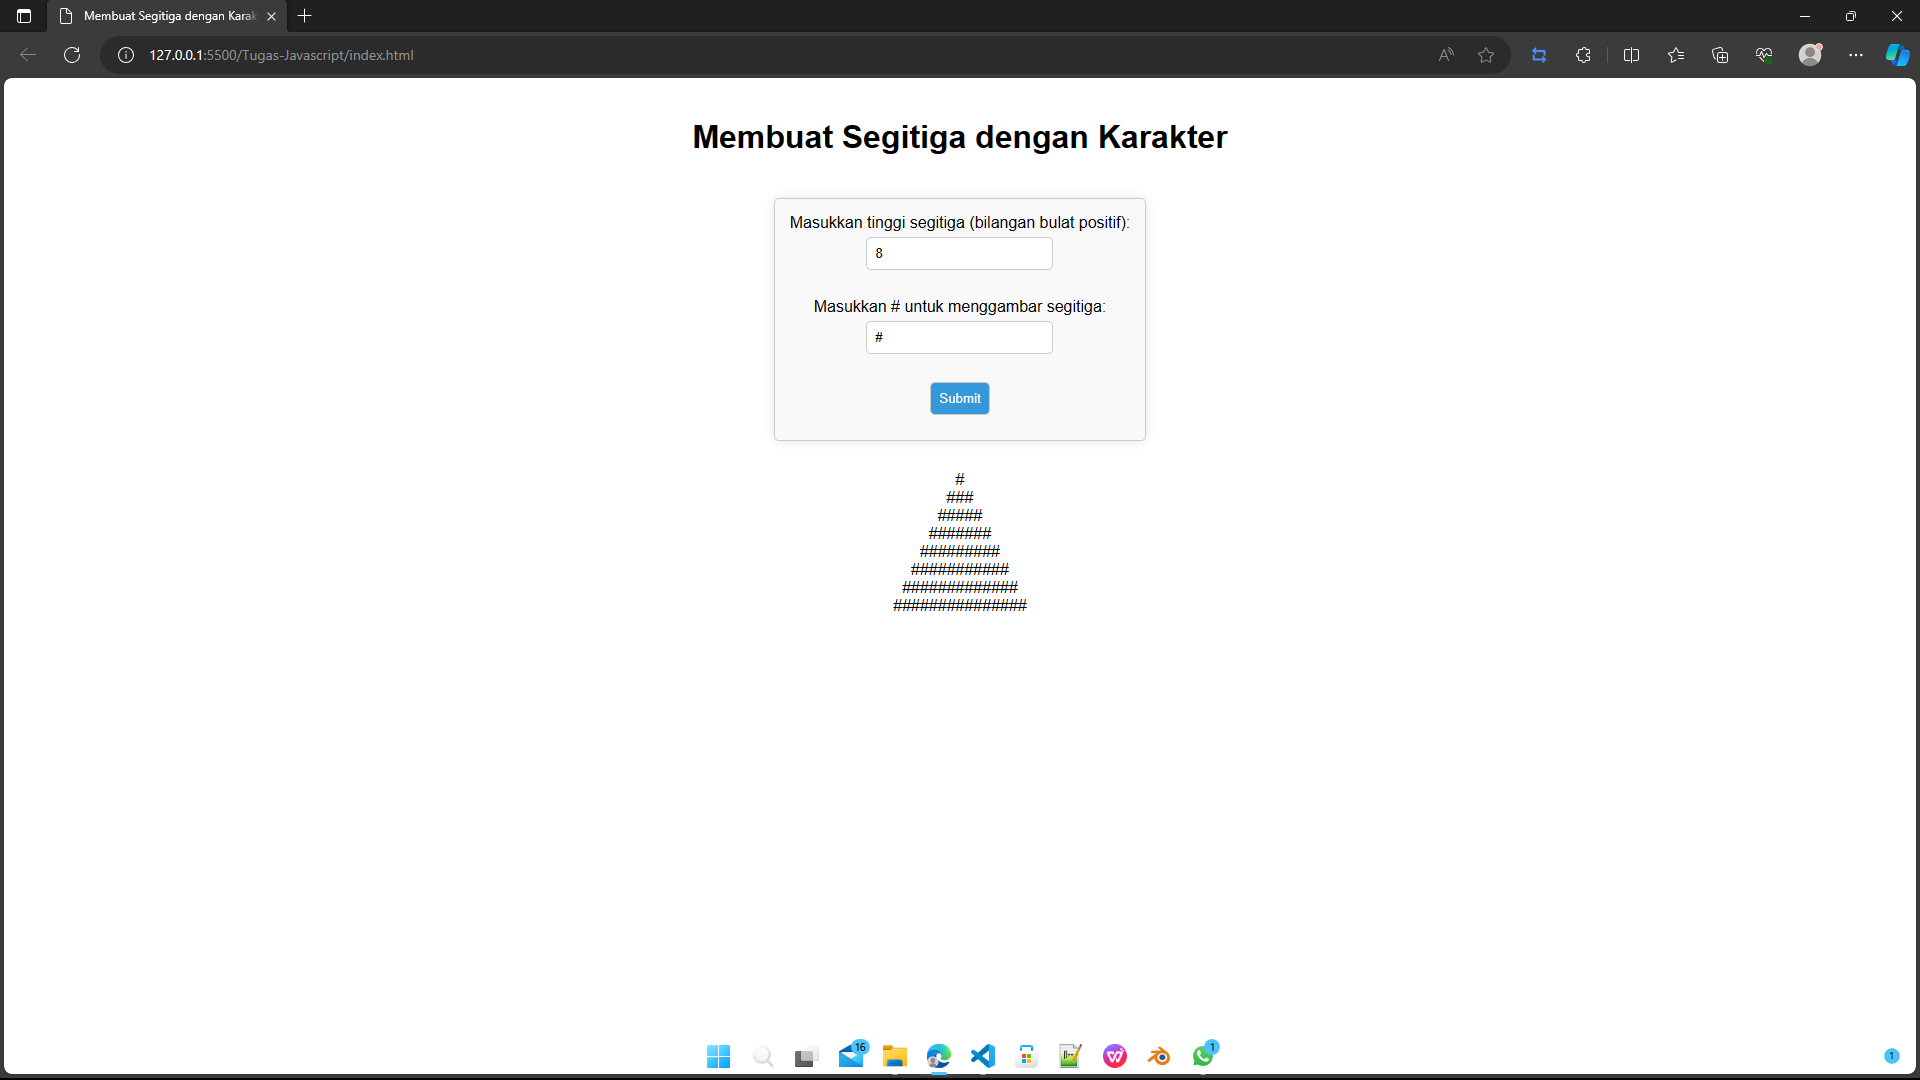 Membuat Segitiga dengan Karak
127.0.0.1:5500/Tugas-Javascript/index.html
Membuat Segitiga dengan Karakter
Masukkan tinggi segitiga (bilangan bulat positif):
8
Masukkan # untuk menggambar segitiga:
#
Submit
#
###
#####
#######
#########
###########
#############
###############
16
1
1